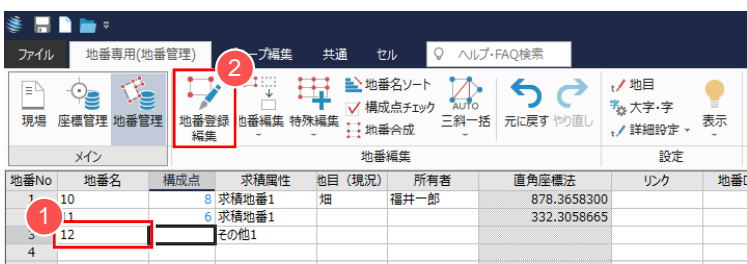 ファイル 地番専用(地番管理) ープ編集 共通 セル ヘルプ・FAQ検索
2
現場 座標管理 地番管理 地番登録 編集 地番編集 特殊編集 地番名ソート 構成点チェック 地番合成 AUTO 三斜一括 元に戻す やり直し 地目 大字・字 詳細設定 表示
メイン 地番編集 設定
地番No 地番名 構成点 求積属性 地目 (現況) 所有者 直角座標法 リンク 地番
1 10 8 求積地番1 畑 福井一郎 878.3658300
1 11 6 求積地番1 332.3058665
3 12 その他1
4